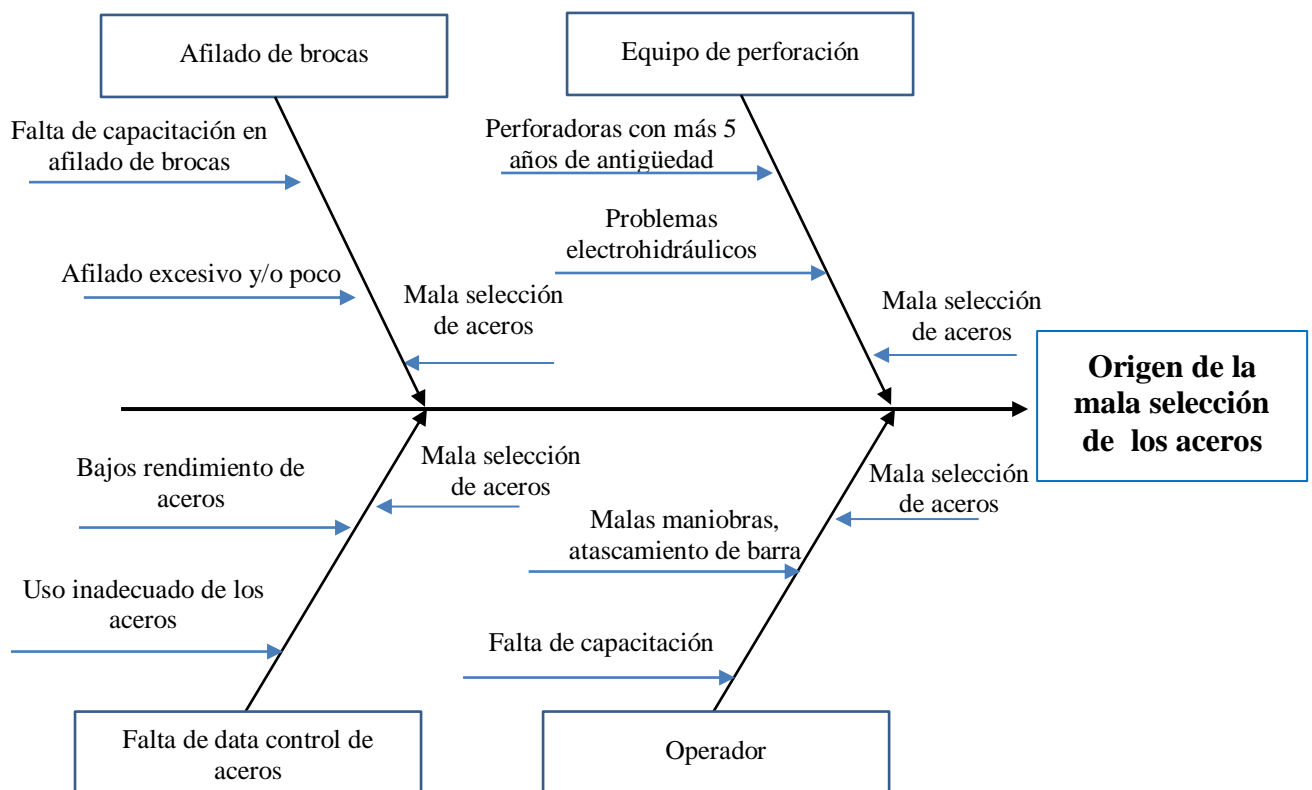 Afilado de brocas
Equipo de perforación
Falta de capacitación en
afilado de brocas
Perforadoras con más 5
años de antigüedad
Problemas
electrohidráulicos
Afilado excesivo y/o poco
Mala selección
de aceros
Mala selección
de aceros
Origen de la
mala selección
de los aceros
Bajos rendimiento de
aceros
Mala selección
de aceros
Mala selección
de aceros
Malas maniobras,
atascamiento de barra
Uso inadecuado de los
aceros
Falta de capacitación
Falta de data control de
aceros
Operador